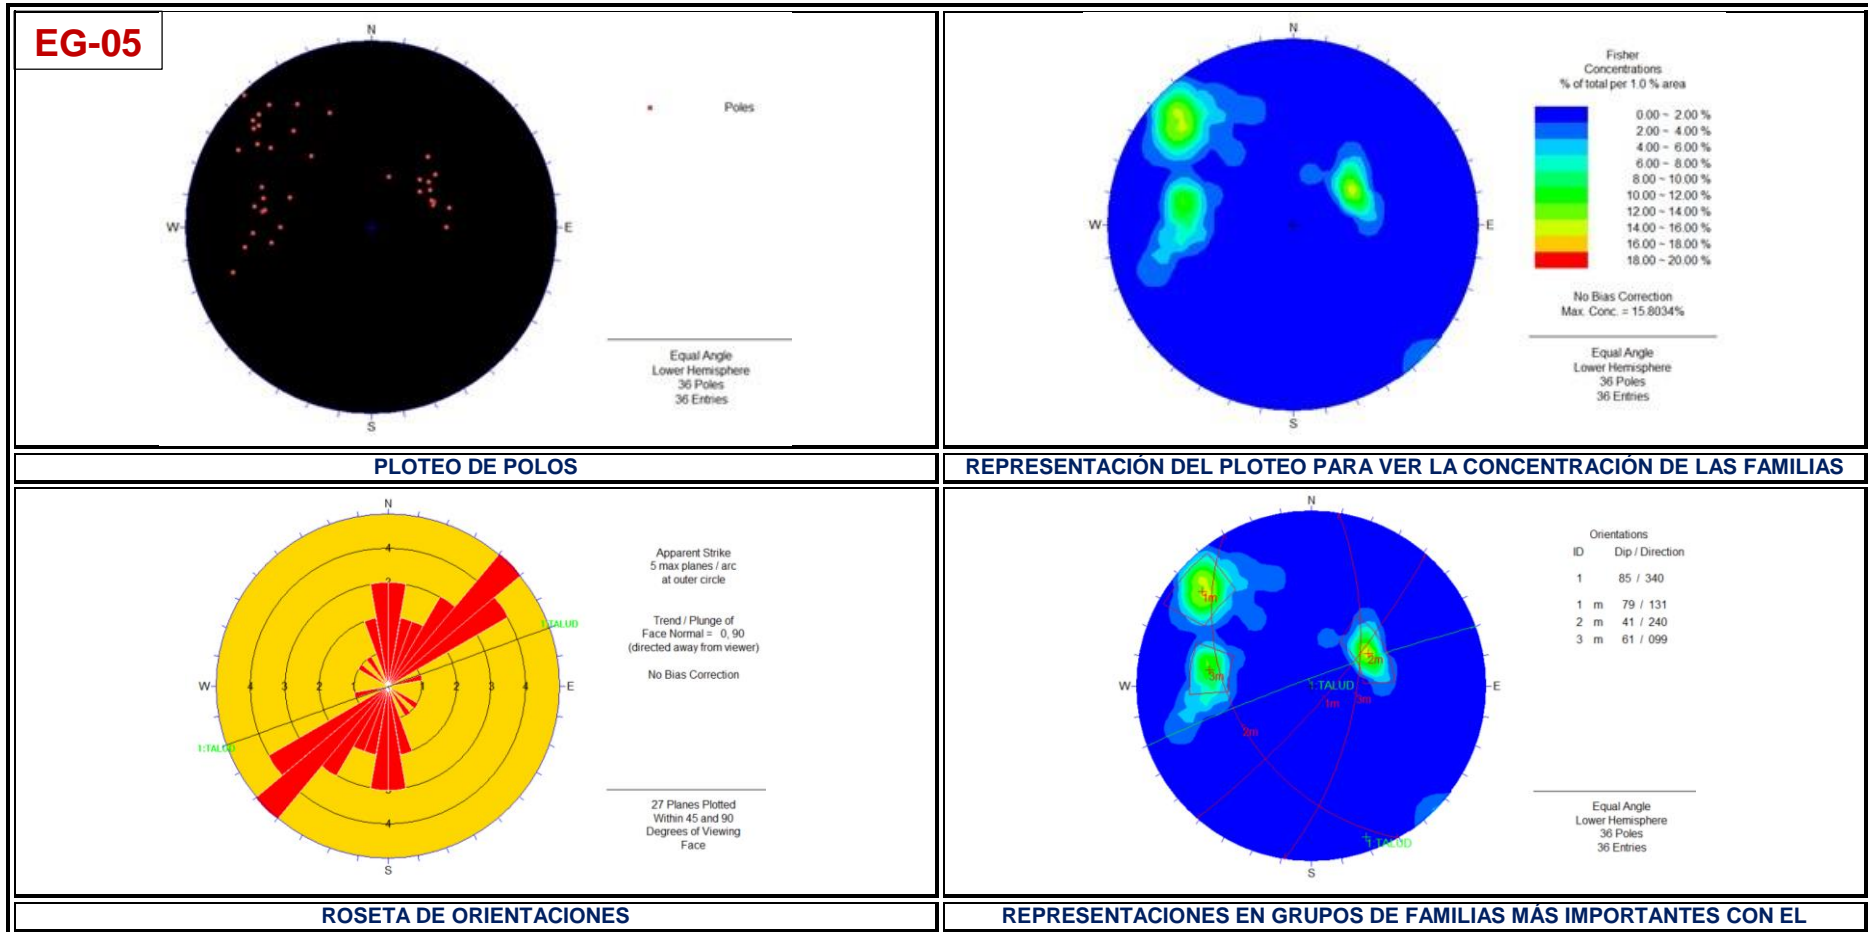 EG-05
N
W
E
S
Poles
Equal Angle
Lower Hemisphere
36 Poles
36 Entries
PLOTEO DE POLOS
N
W
E
S
Fisher
Concentrations
% of total per 1.0 % area
0.00 ~ 2.00 %
2.00 ~ 4.00 %
4.00 ~ 6.00 %
6.00 ~ 8.00 %
8.00 ~ 10.00 %
10.00 ~ 12.00 %
12.00 ~ 14.00 %
14.00 ~ 16.00 %
16.00 ~ 18.00 %
18.00 ~ 20.00 %
No Bias Correction
Max. Conc. = 15.8034%
Equal Angle
Lower Hemisphere
36 Poles
36 Entries
REPRESENTACIÓN DEL PLOTEO PARA VER LA CONCENTRACIÓN DE LAS FAMILIAS
N
4
1:TALUD
W
4 3 2 1 1 2 3 4
E
1:TALUD
4
S
Apparent Strike
5 max planes / arc
at outer circle
Trend / Plunge of
Face Normal = 0, 90
(directed away from viewer)
No Bias Correction
27 Planes Plotted
Within 45 and 90
Degrees of Viewing
Face
ROSETA DE ORIENTACIONES
N
1m
2m
3m
W
1:TALUD
E
1m
3m
2m
1:TALUD
S
Orientations
ID Dip / Direction
1 85 / 340
1 m 79 / 131
2 m 41 / 240
3 m 61 / 099
Equal Angle
Lower Hemisphere
36 Poles
36 Entries
REPRESENTACIONES EN GRUPOS DE FAMILIAS MÁS IMPORTANTES CON EL